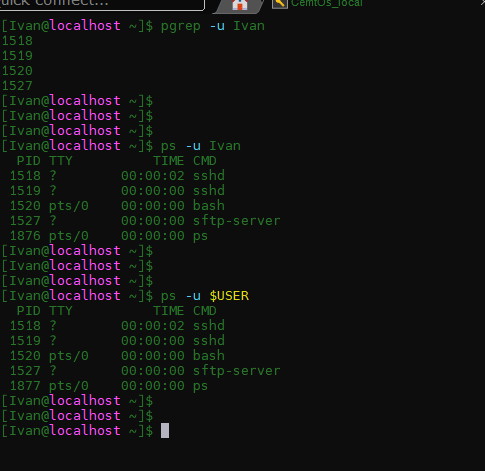 quick connect...
CemtOs_local
[Ivan@localhost ~]$ pgrep -u Ivan
1518
1519
1520
1527
[Ivan@localhost ~]$
[Ivan@localhost ~]$
[Ivan@localhost ~]$
[Ivan@localhost ~]$ ps -u Ivan
  PID TTY          TIME CMD
 1518 ?        00:00:02 sshd
 1519 ?        00:00:00 sshd
 1520 pts/0    00:00:00 bash
 1527 ?        00:00:00 sftp-server
 1876 pts/0    00:00:00 ps
[Ivan@localhost ~]$
[Ivan@localhost ~]$
[Ivan@localhost ~]$
[Ivan@localhost ~]$ ps -u $USER
  PID TTY          TIME CMD
 1518 ?        00:00:02 sshd
 1519 ?        00:00:00 sshd
 1520 pts/0    00:00:00 bash
 1527 ?        00:00:00 sftp-server
 1877 pts/0    00:00:00 ps
[Ivan@localhost ~]$
[Ivan@localhost ~]$
[Ivan@localhost ~]$